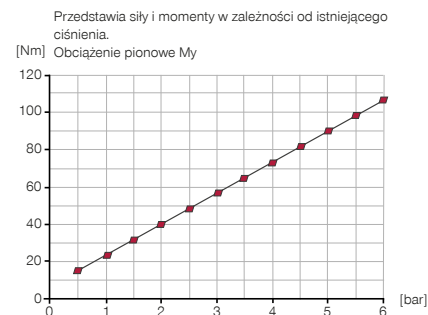 Przedstawia siły i momenty w zależności od istniejącego
ciśnienia.
[Nm] Obciążenie pionowe My
120
100
80
60
40
20
0
0 1 2 3 4 5 6 [bar]